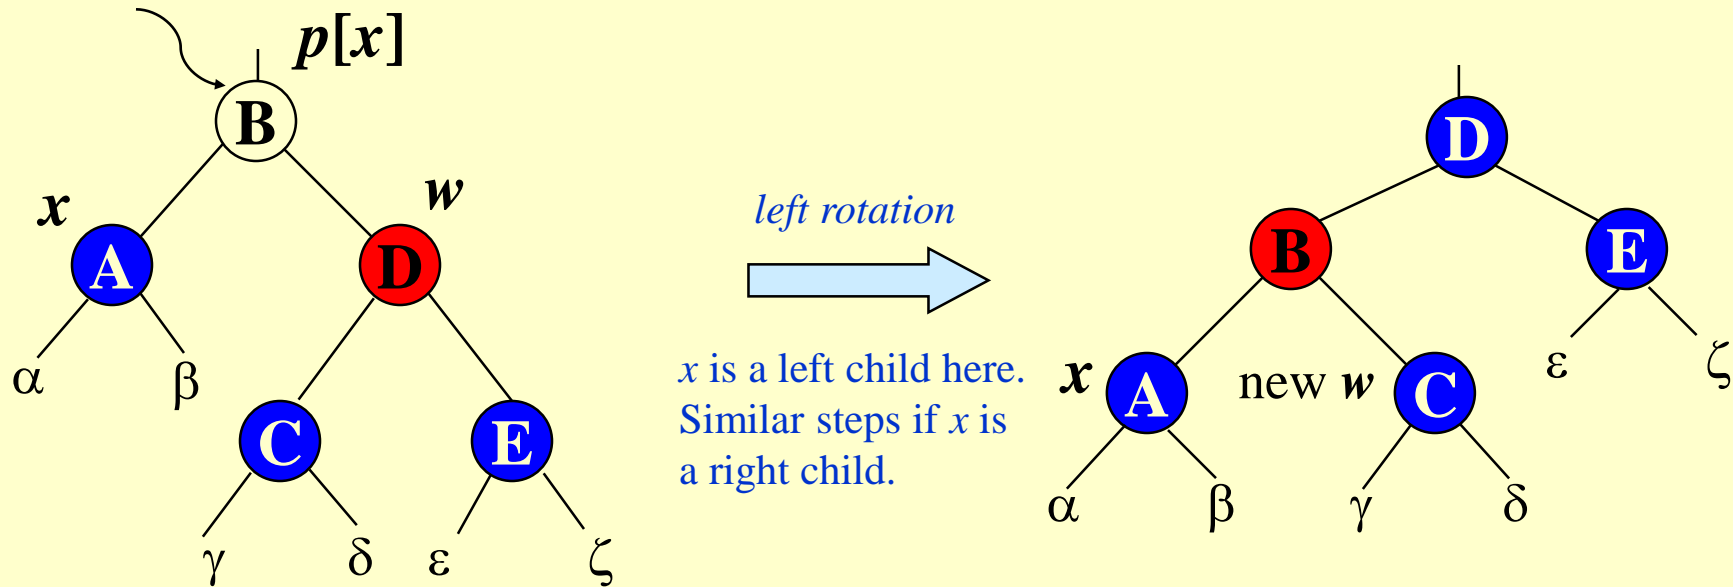 p[x]
B
x
w
A
D
α
β
C
E
γ
δ
ε
ζ
left rotation
x is a left child here.
Similar steps if x is
a right child.
D
B
E
x
A
new w
C
ε
ζ
α
β
γ
δ